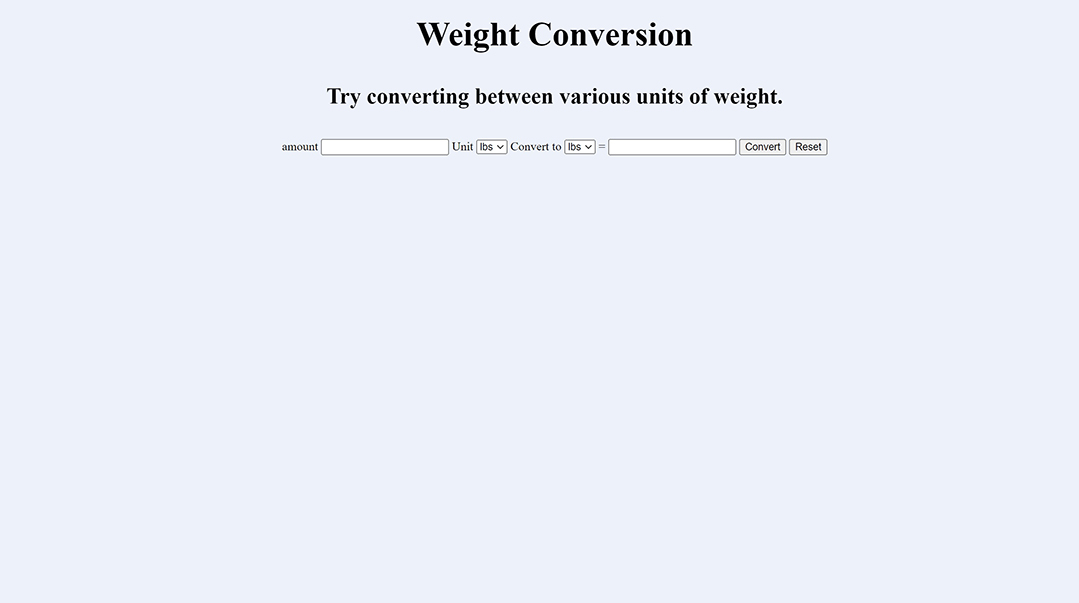 Weight Conversion
Try converting between various units of weight.
amount Unit lbs Convert to lbs = Convert Reset